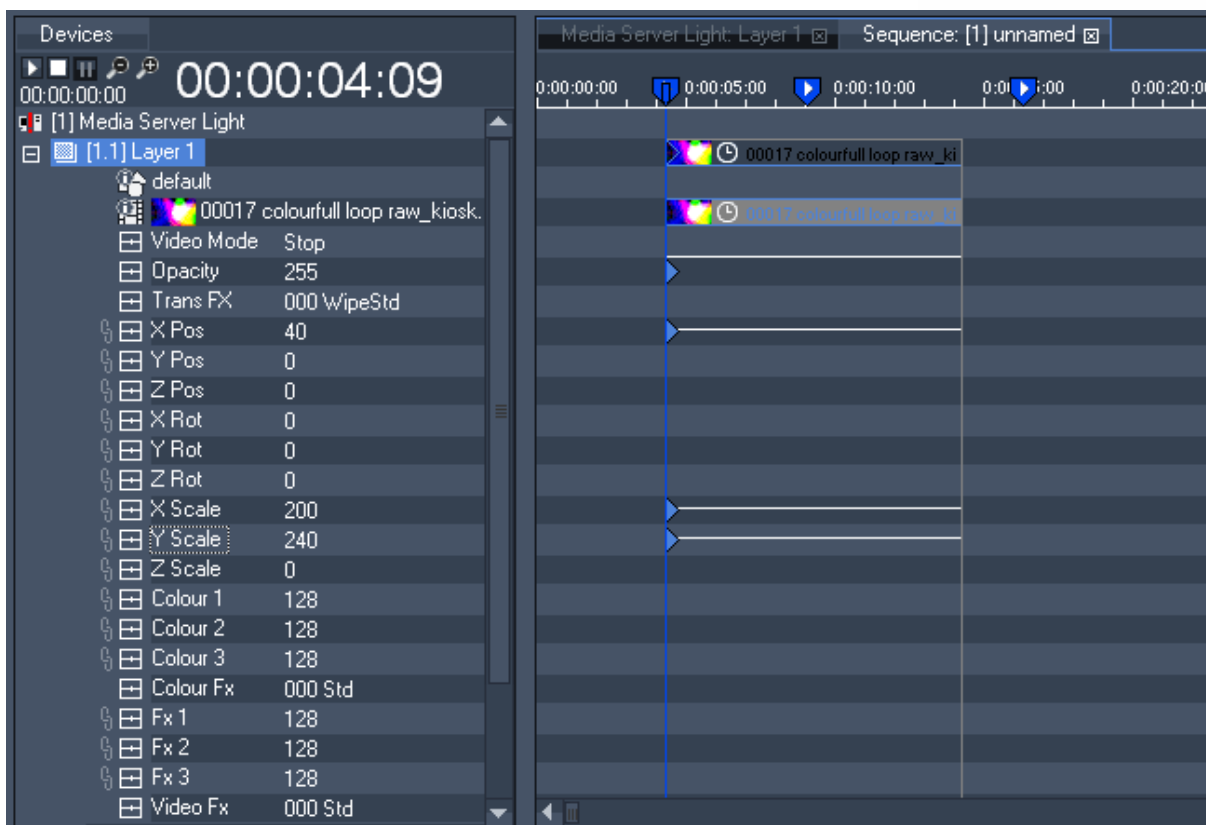 Devices
Media Server Light: Layer 1
Sequence: [1] unnamed
00:00:00:00
00:00:04:09
0:00:00:00
0:00:05:00
0:00:10:00
[1] Media Server Light
[1.1] Layer 1
00017 colourfull loop raw_ki
default
00017 colourfull loop raw_kiosk.
00017 colourfull loop raw_ki
Video Mode Stop
Opacity 255
Trans FX 000 WipeStd
X Pos 40
Y Pos 0
Z Pos 0
X Rot 0
Y Rot 0
Z Rot 0
X Scale 200
Y Scale 240
Z Scale 0
Colour 1 128
Colour 2 128
Colour 3 128
Colour Fx 000 Std
Fx 1 128
Fx 2 128
Fx 3 128
Video Fx 000 Std